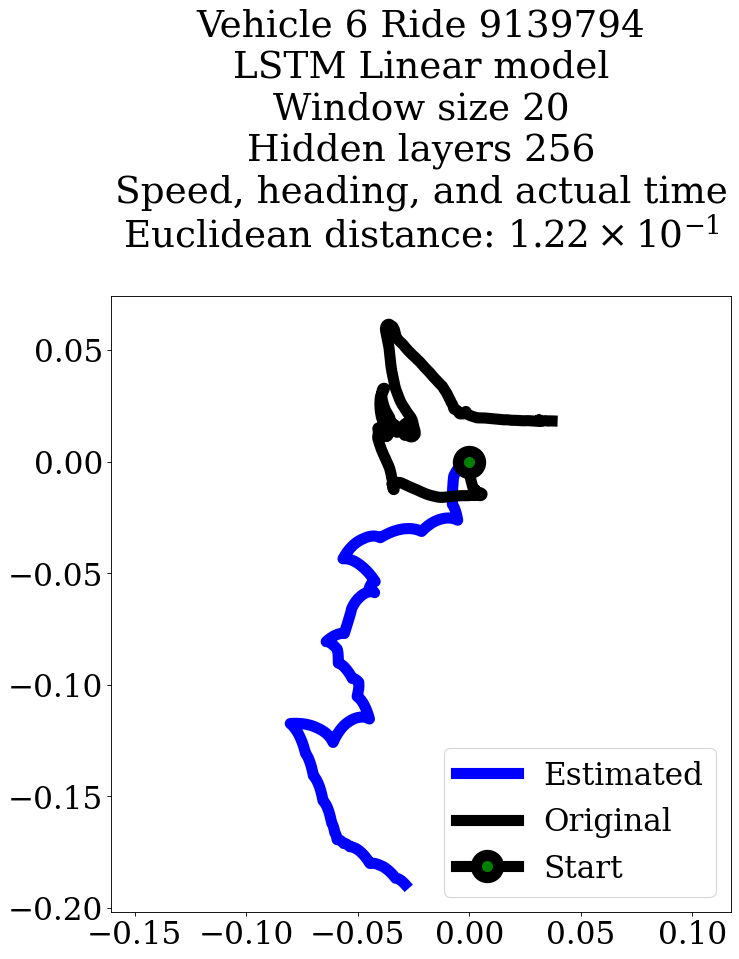 Vehicle 6 Ride 9139794
LSTM Linear model
Window size 20
Hidden layers 256
Speed, heading, and actual time
Euclidean distance: 1.22 × 10⁻¹
0.05
0.00
−0.05
−0.10
−0.15
−0.20
Estimated
Original
Start
−0.15 −0.10 −0.05 0.00 0.05 0.10